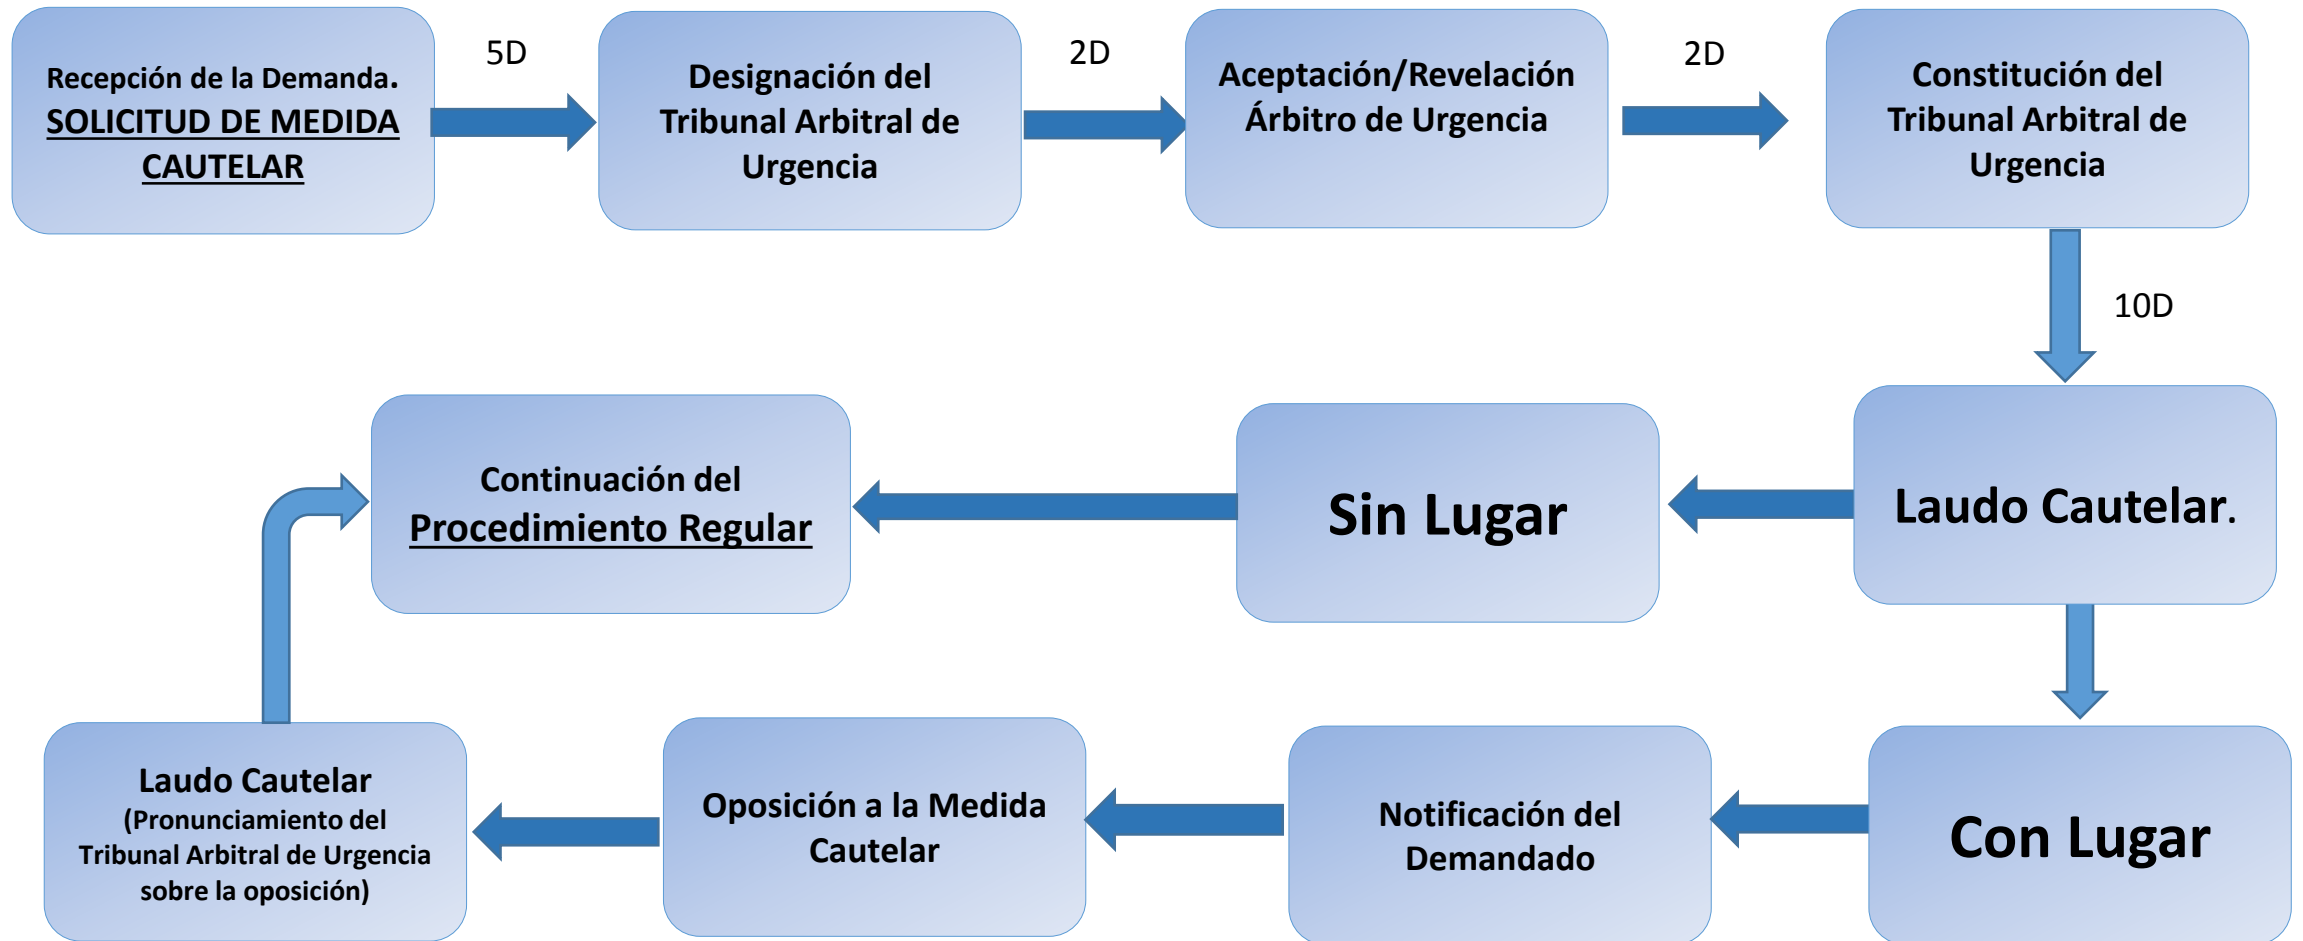 Recepción de la Demanda.
SOLICITUD DE MEDIDA
CAUTELAR
5D
Designación del
Tribunal Arbitral de
Urgencia
2D
Aceptación/Revelación
Árbitro de Urgencia
2D
Constitución del
Tribunal Arbitral de
Urgencia
10D
Continuación del
Procedimiento Regular
Sin Lugar
Laudo Cautelar.
Laudo Cautelar
(Pronunciamiento del
Tribunal Arbitral de Urgencia
sobre la oposición)
Oposición a la Medida
Cautelar
Notificación del
Demandado
Con Lugar